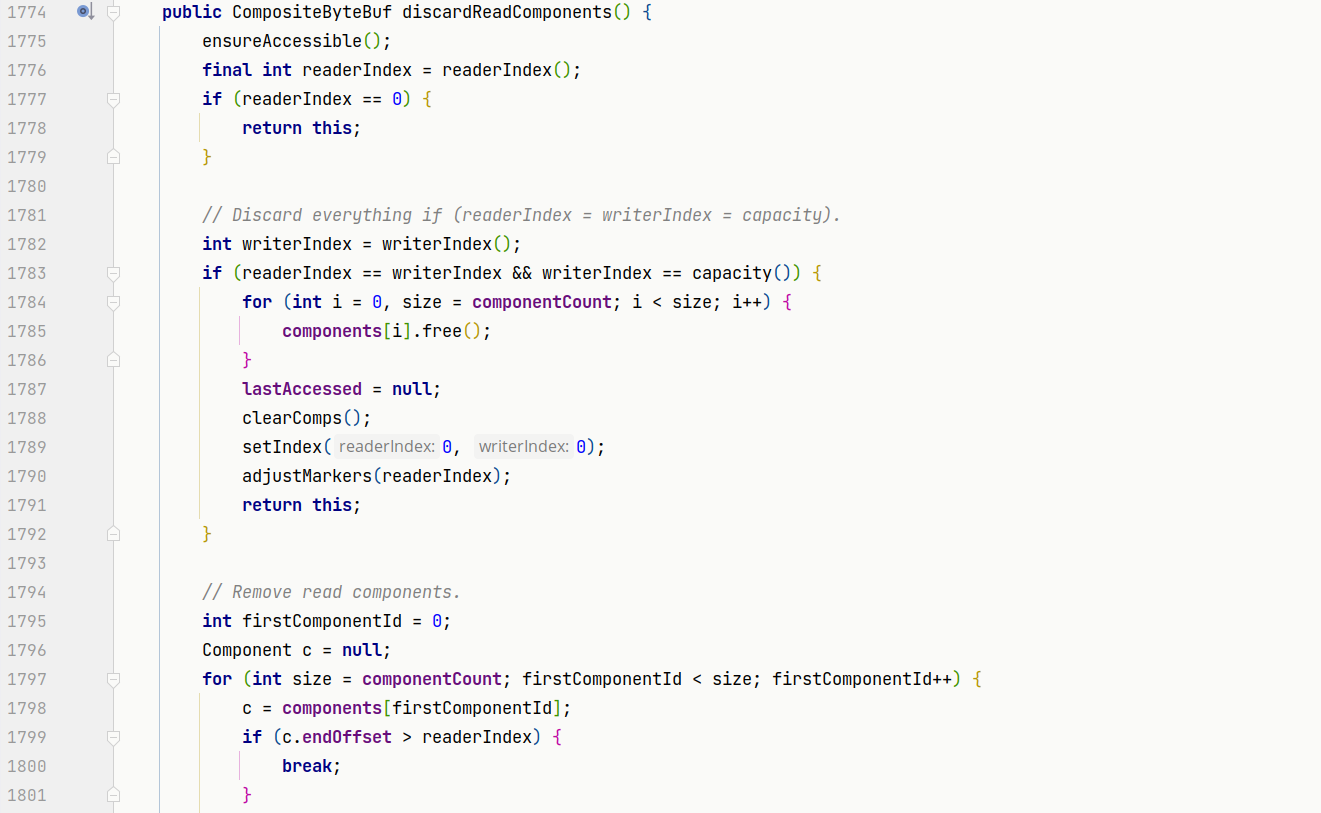 1774 public CompositeByteBuf discardReadComponents() {
1775 ensureAccessible();
1776 final int readerIndex = readerIndex();
1777 if (readerIndex == 0) {
1778 return this;
1779 }
1780
1781 // Discard everything if (readerIndex = writerIndex = capacity).
1782 int writerIndex = writerIndex();
1783 if (readerIndex == writerIndex && writerIndex == capacity()) {
1784 for (int i = 0, size = componentCount; i < size; i++) {
1785 components[i].free();
1786 }
1787 lastAccessed = null;
1788 clearComps();
1789 setIndex( readerIndex: 0, writerIndex: 0);
1790 adjustMarkers(readerIndex);
1791 return this;
1792 }
1793
1794 // Remove read components.
1795 int firstComponentId = 0;
1796 Component c = null;
1797 for (int size = componentCount; firstComponentId < size; firstComponentId++) {
1798 c = components[firstComponentId];
1799 if (c.endOffset > readerIndex) {
1800 break;
1801 }